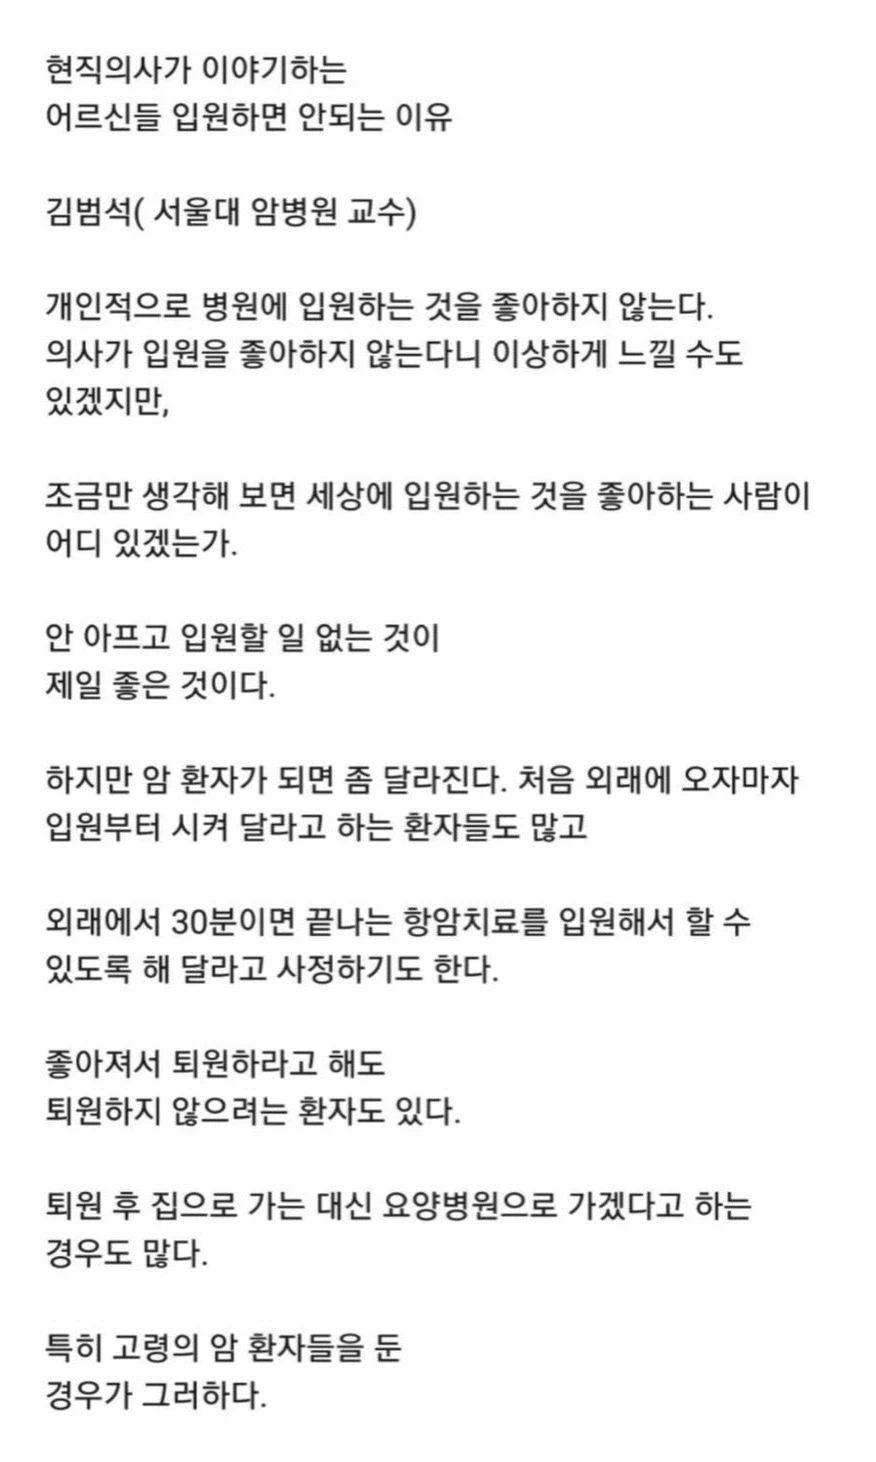 현직의사가 이야기하는
어르신들 입원하면 안되는 이유
김범석( 서울대 암병원 교수)
개인적으로 병원에 입원하는 것을 좋아하지 않는다.
의사가 입원을 좋아하지 않는다니 이상하게 느낄 수도
있겠지만,
조금만 생각해 보면 세상에 입원하는 것을 좋아하는 사람이
어디 있겠는가.
안 아프고 입원할 일 없는 것이
제일 좋은 것이다.
하지만 암 환자가 되면 좀 달라진다. 처음 외래에 오자마자
입원부터 시켜 달라고 하는 환자들도 많고
외래에서 30분이면 끝나는 항암치료를 입원해서 할 수
있도록 해 달라고 사정하기도 한다.
좋아져서 퇴원하라고 해도
퇴원하지 않으려는 환자도 있다.
퇴원 후 집으로 가는 대신 요양병원으로 가겠다고 하는
경우도 많다.
특히 고령의 암 환자들을 둔
경우가 그러하다.